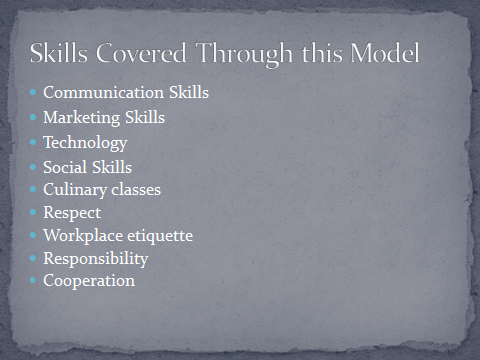 Skills Covered Through this Model
• Communication Skills
• Marketing Skills
• Technology
• Social Skills
• Culinary classes
• Respect
• Workplace etiquette
• Responsibility
• Cooperation